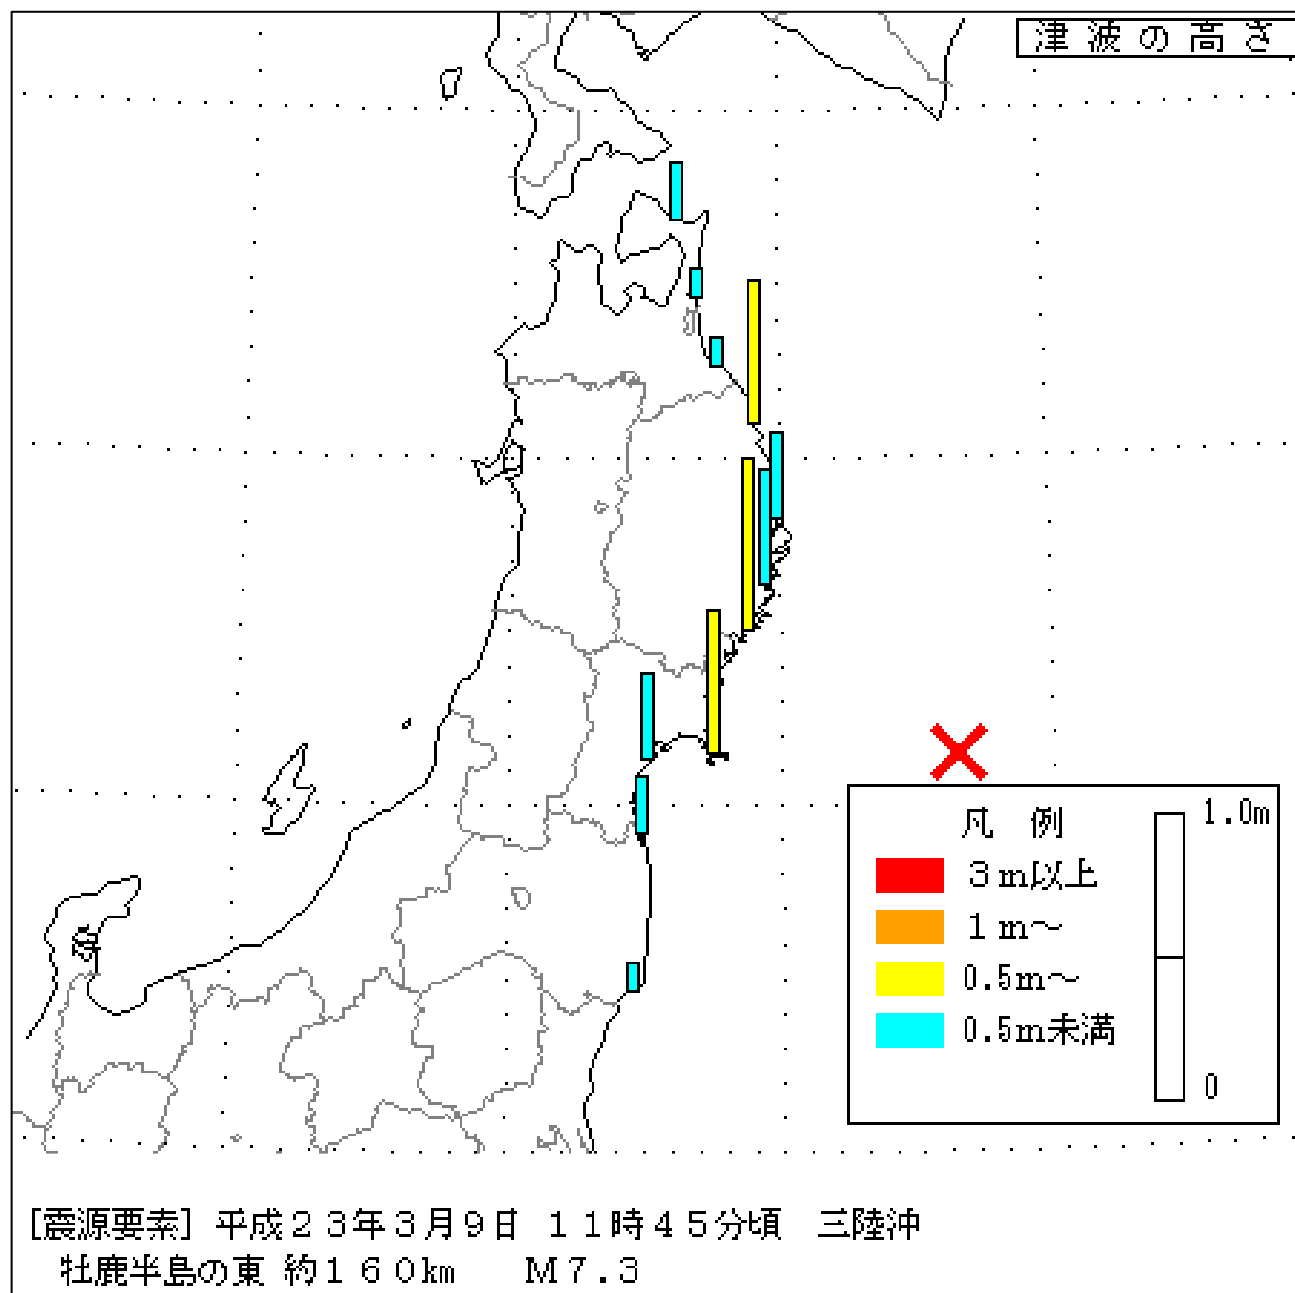 津波の高さ
凡 例
1.0m
3m以上
1m〜
0.5m〜
0.5m未満
0
[震源要素] 平成23年3月9日 11時45分頃 三陸沖
牡鹿半島の東 約160km M7.3